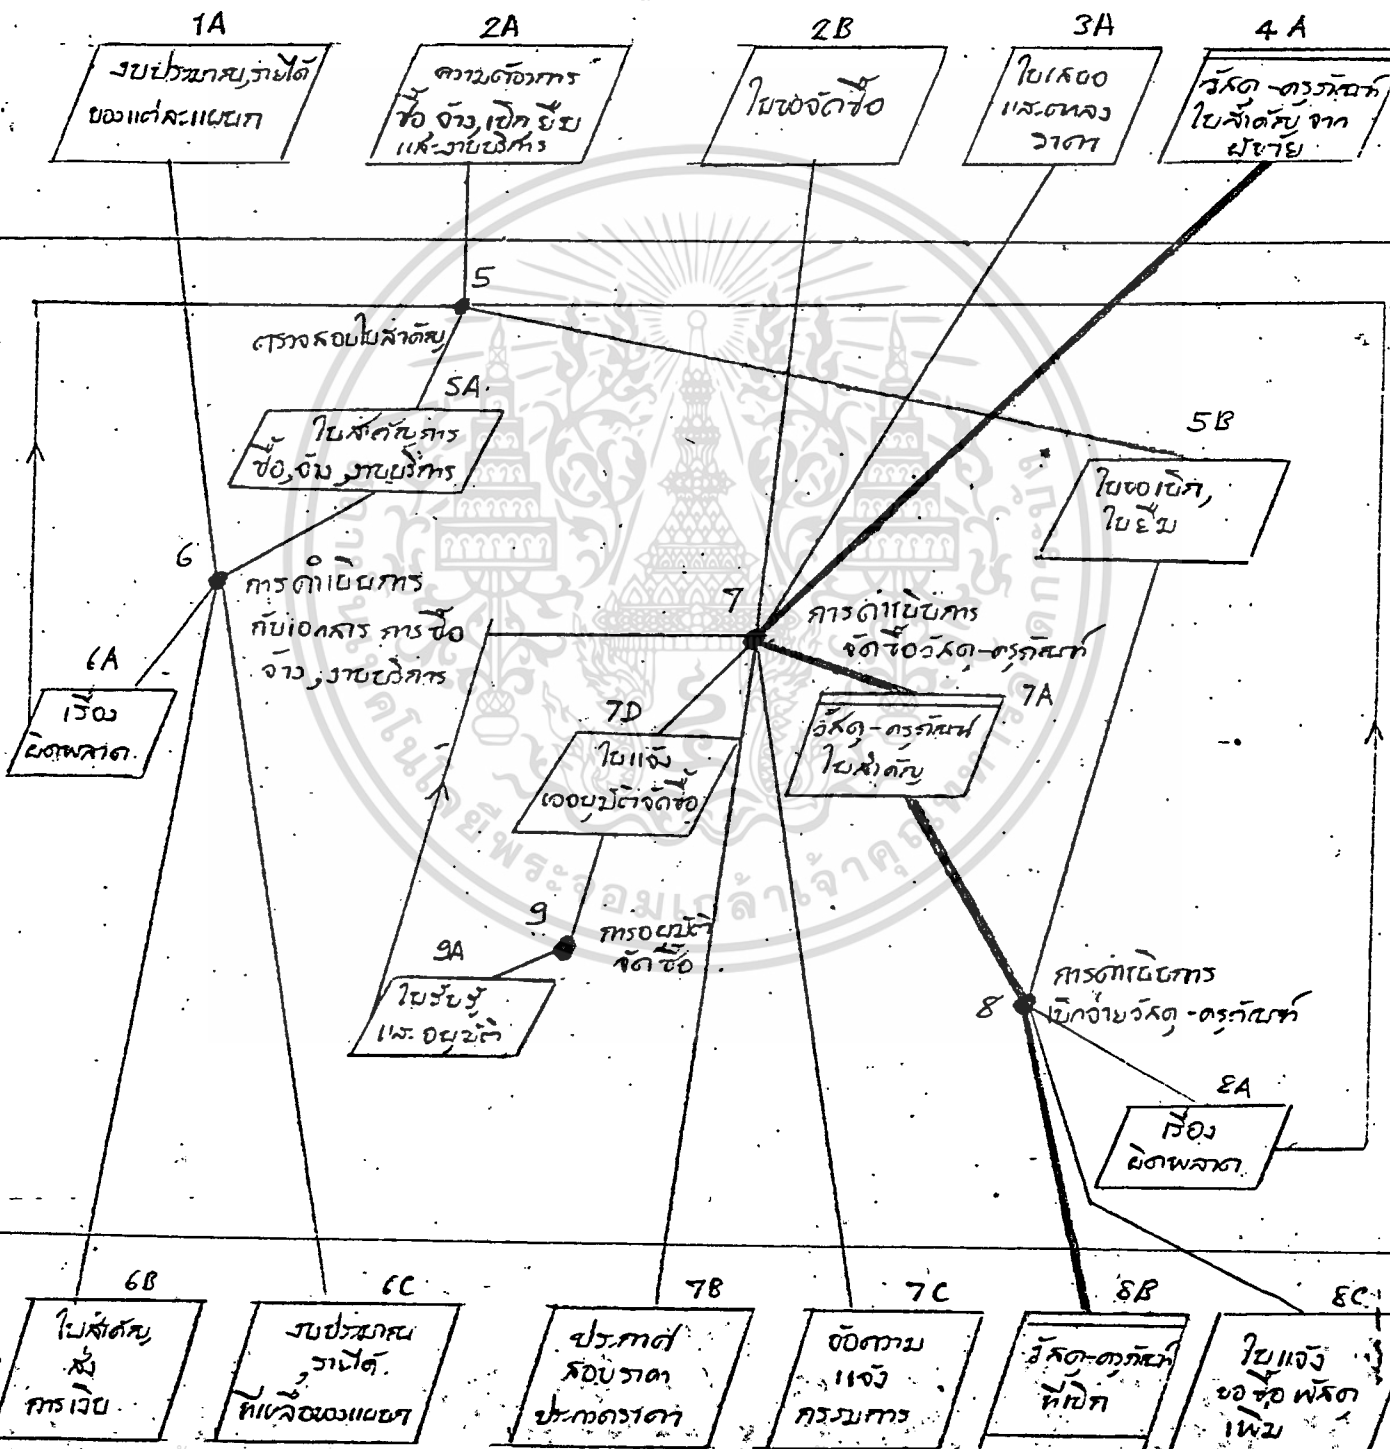 1A
งบประมาณ,รายได้
ของแต่ละแผนก
2A
ความต้องการ
ซื้อ จ้าง,เบิก ยืม
และงานบริการ
2B
ใบขอจัดซื้อ
3A
ใบเสนอ
และตกลง
ราคา
4A
วัสดุ-ครุภัณฑ์
ใบสำคัญ จาก
ผู้ขาย
5
ตรวจสอบใบสำคัญ
5A.
ใบสำคัญการ
ซื้อ,จ้าง,งานบริการ
5B
ใบขอเบิก,
ใบยืม
6
การดำเนินการ
กับเอกสาร การซื้อ
จ้าง,งานบริการ
6A
เรื่อง
ผิดพลาด
7
การดำเนินการ
จัดซื้อวัสดุ-ครุภัณฑ์
7A
วัสดุ-ครุภัณฑ์
ใบสำคัญ
7D
ใบแจ้ง
ขออนุมัติจัดซื้อ
9
การอนุมัติ
จัดซื้อ
9A
ใบรับรู้
และอนุมัติ
8
การดำเนินการ
เบิกจ่ายวัสดุ-ครุภัณฑ์
8A
เรื่อง
ผิดพลาด
6B
ใบสำคัญ
สั่ง
การเงิน
6C
งบประมาณ
,รายได้
ที่เหลือของแผนก
7B
ประกาศ
สอบราคา
ประกวดราคา
7C
ข้อความ
แจ้ง
กรรมการ
8B
วัสดุ-ครุภัณฑ์
ที่เบิก
8C
ใบแจ้ง
ขอซื้อพัสดุ
เพิ่ม